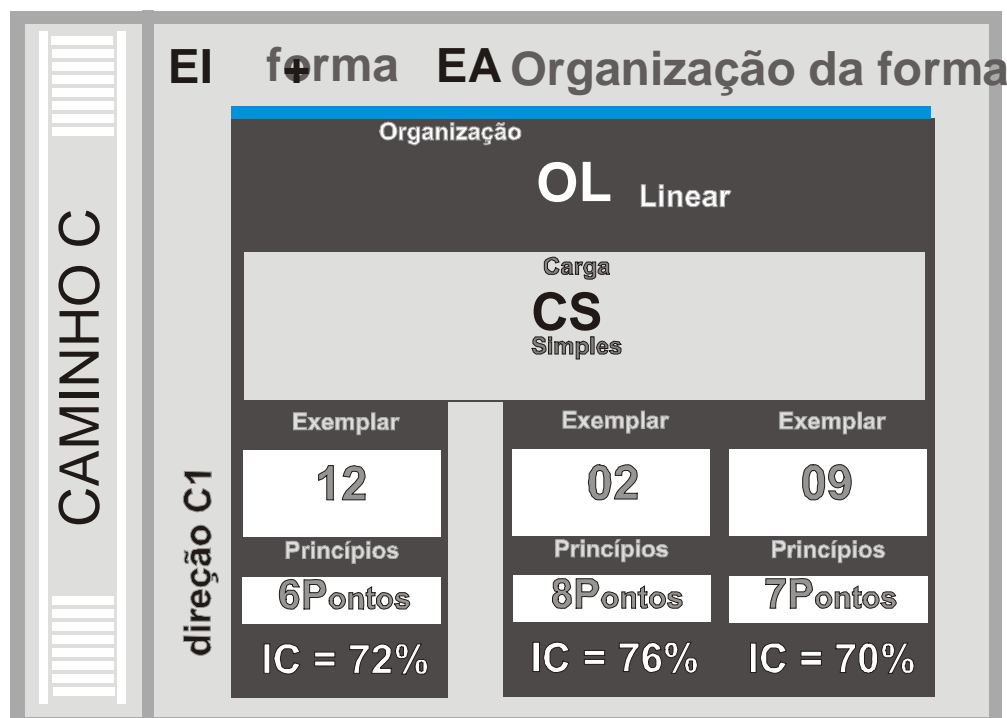 CAMINHO C
EI forma + EA Organização da forma
Organização
OL Linear
Carga
CS
Simples
direção C1
Exemplar Exemplar Exemplar
12 02 09
Princípios Princípios Princípios
6Pontos 8Pontos 7Pontos
IC = 72% IC = 76% IC = 70%